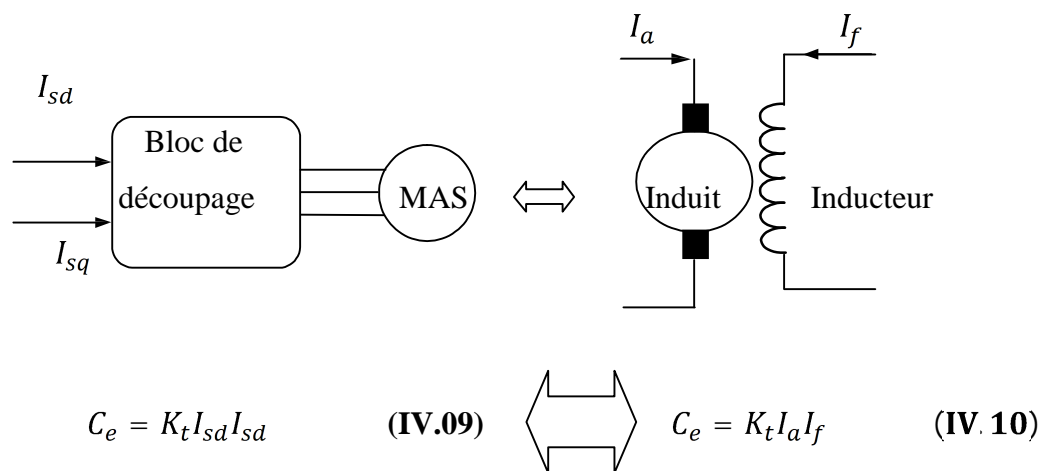 I_a
I_f
I_sd
Bloc de
découpage
I_sq
MAS
Induit
Inducteur
C_e = K_t I_sd I_sd (IV.09)
C_e = K_t I_a I_f (IV.10)